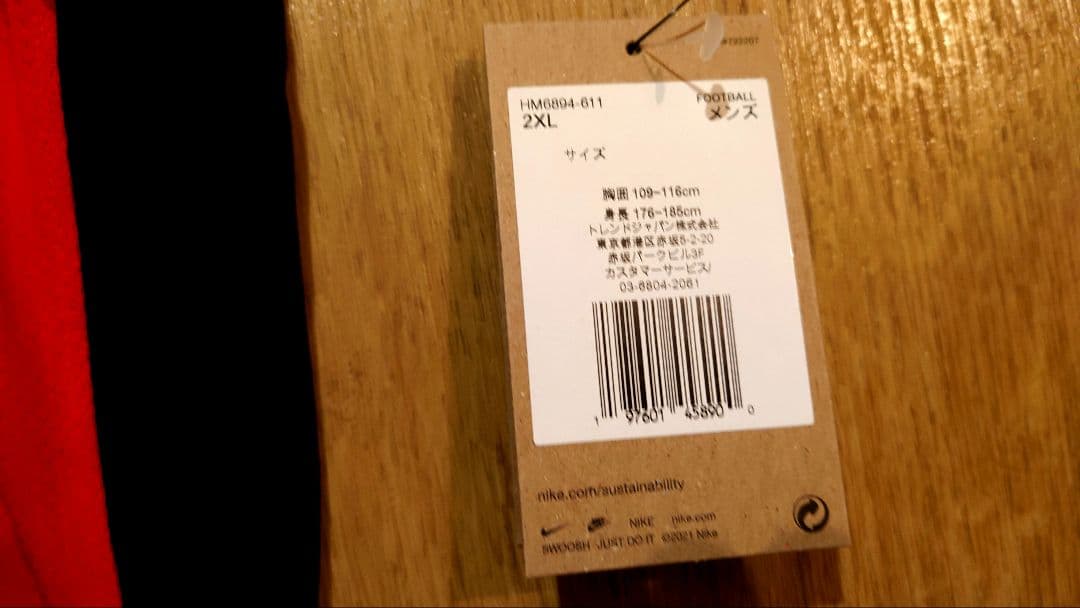 HM6894-611
FOOTBALL
2XL
メンズ
サイズ
胸囲 109-116cm
身長 176-185cm
トレンドジャパン株式会社
東京都港区赤坂5-2-20
赤坂パークビル3F
カスタマーサービス/
03-6804-2061
1 97601 45890 0
nike.com/sustainability
NIKE nike.com
SWOOSH JUST DO IT ©2021 Nike